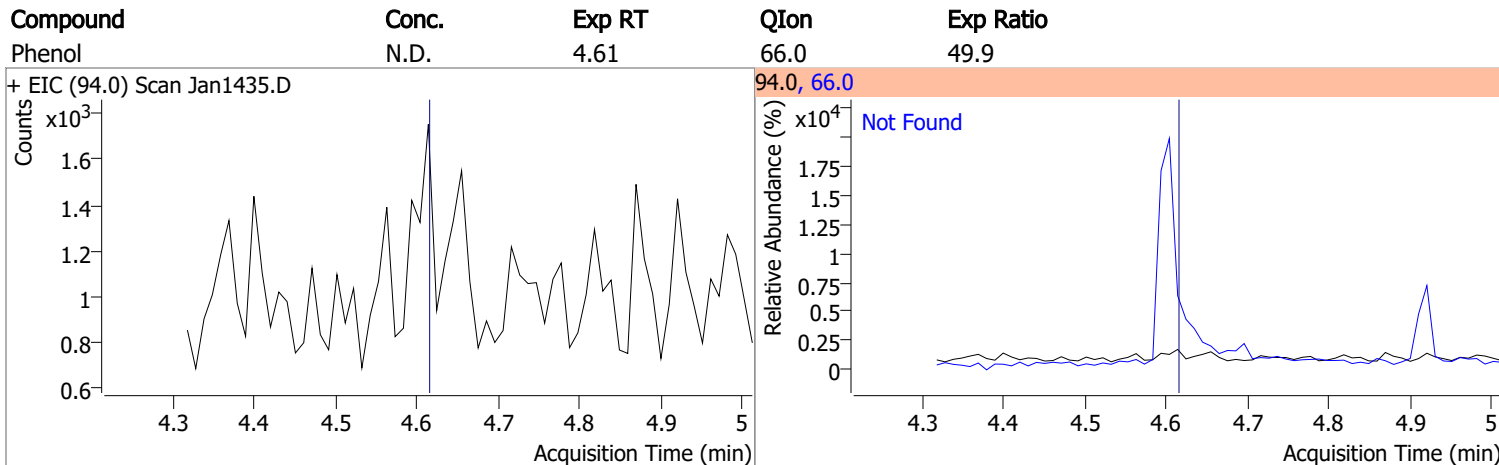 Compound Conc. Exp RT QIon Exp Ratio
Phenol N.D. 4.61 66.0 49.9
+ EIC (94.0) Scan Jan1435.D
Counts
x10³
1.6
1.4
1.2
1
0.8
0.6
4.3 4.4 4.5 4.6 4.7 4.8 4.9 5
Acquisition Time (min)
94.0, 66.0
Relative Abundance (%)
x10⁴
Not Found
1.75
1.5
1.25
1
0.75
0.5
0.25
0
4.3 4.4 4.5 4.6 4.7 4.8 4.9 5
Acquisition Time (min)